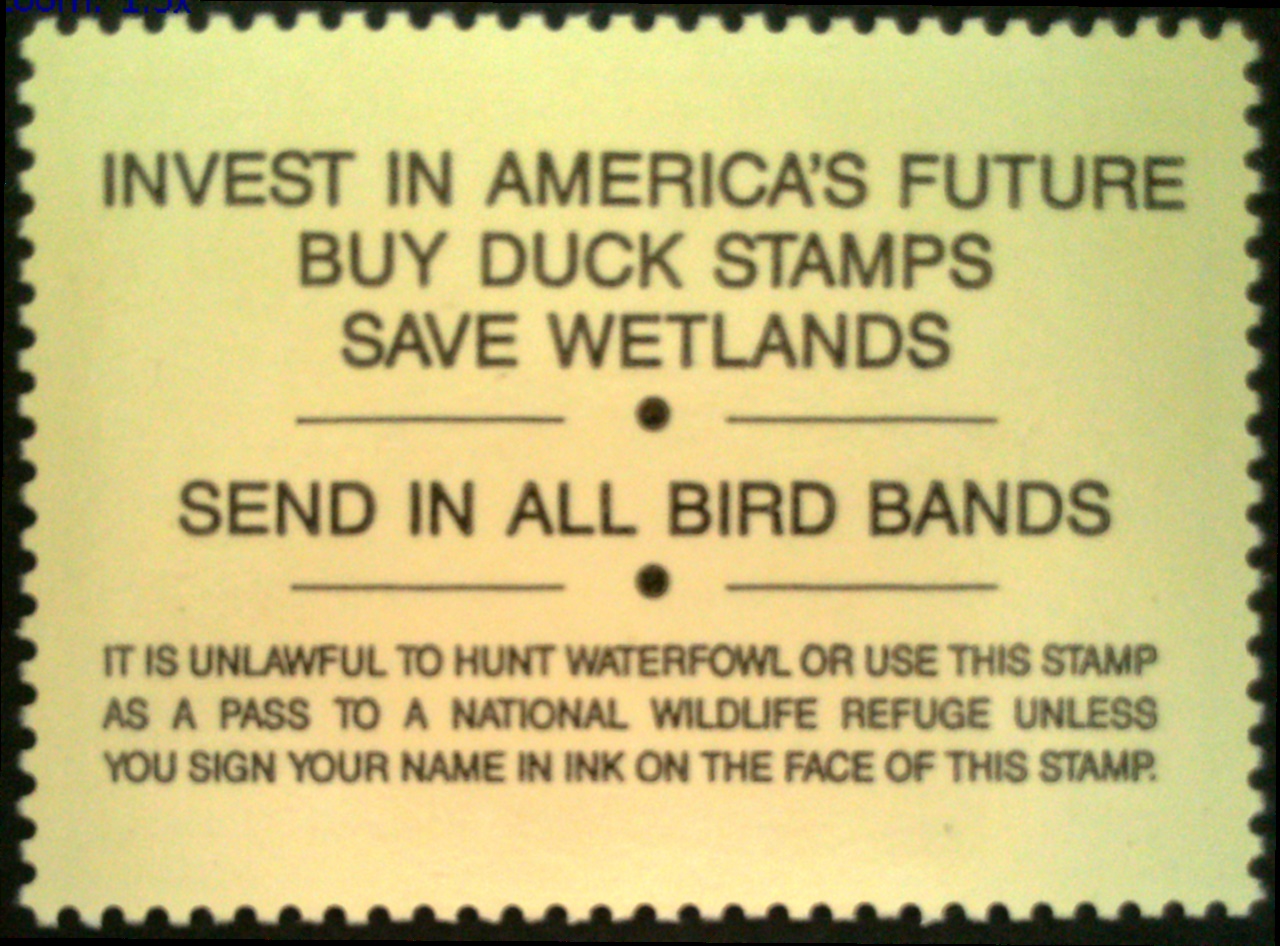 INVEST IN AMERICA'S FUTURE
BUY DUCK STAMPS
SAVE WETLANDS
SEND IN ALL BIRD BANDS
IT IS UNLAWFUL TO HUNT WATERFOWL OR USE THIS STAMP
AS A PASS TO A NATIONAL WILDLIFE REFUGE UNLESS
YOU SIGN YOUR NAME IN INK ON THE FACE OF THIS STAMP.